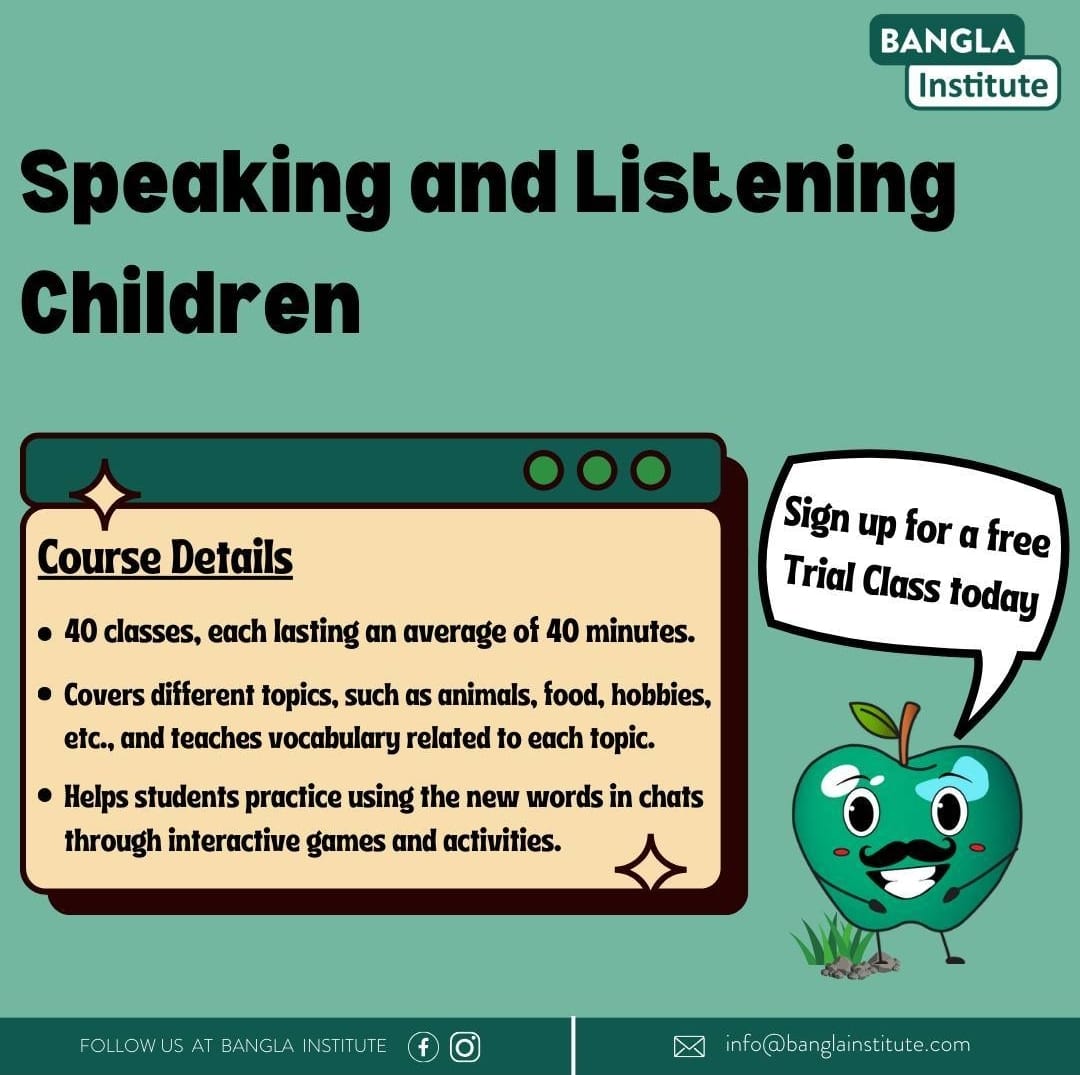 BANGLA
Institute
Speaking and Listening
Children
Course Details
• 40 classes, each lasting an average of 40 minutes.
• Covers different topics, such as animals, food, hobbies,
etc., and teaches vocabulary related to each topic.
• Helps students practice using the new words in chats
through interactive games and activities.
Sign up for a free
Trial Class today
FOLLOW US AT BANGLA INSTITUTE
info@banglainstitute.com